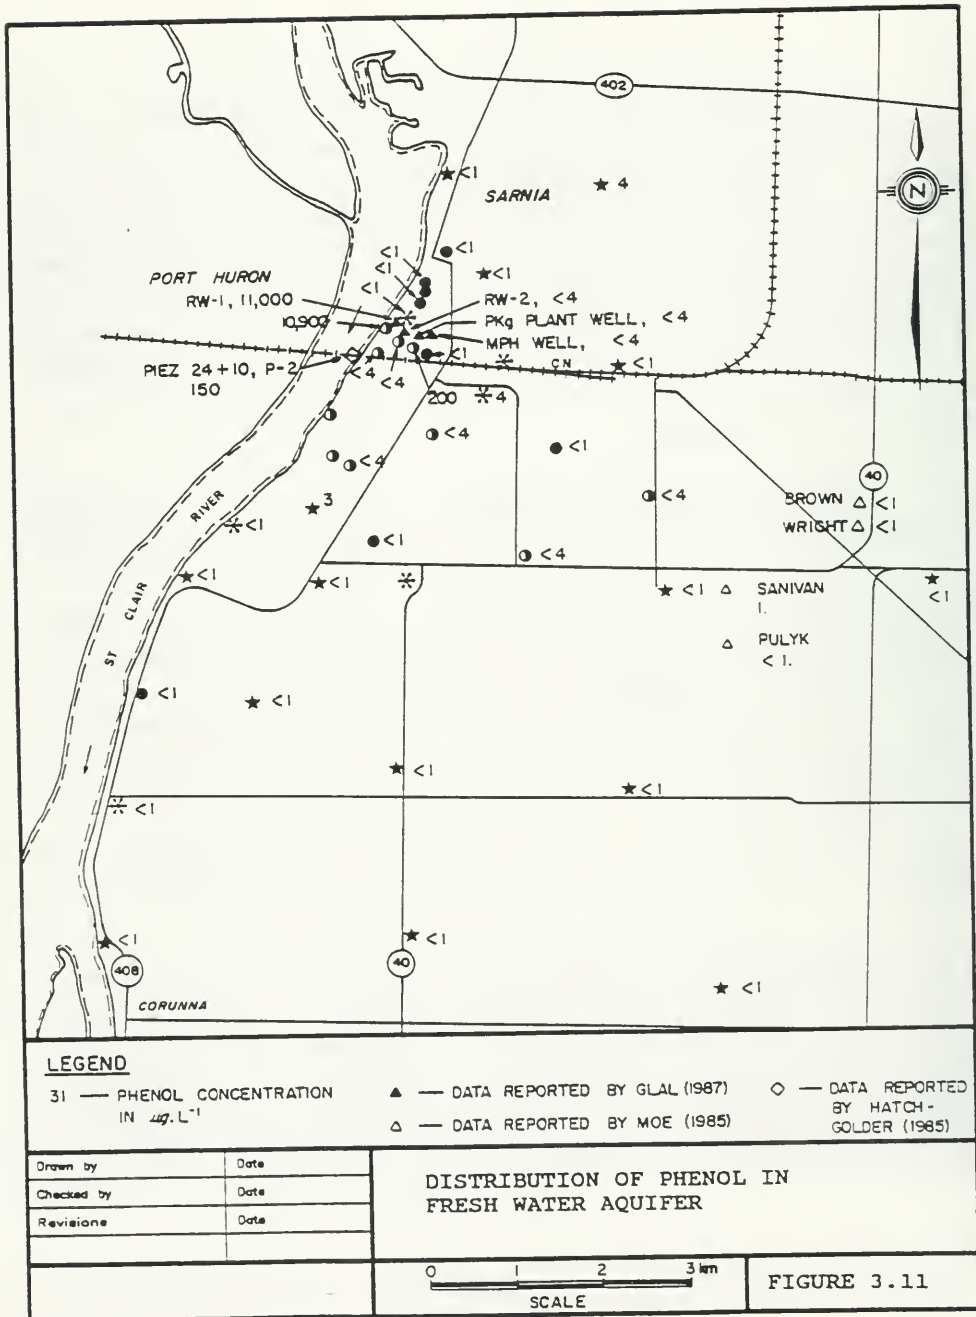 402
<1
SARNIA
4
N
<1
<1
<1
PORT HURON
<1
<1
RW-1, 11,000
RW-2, <4
10,900
PKg PLANT WELL, <4
MPH WELL, <4
<1
CN
<1
PIEZ 24+10, P-2
150
<4
<4
200
4
<4
<1
<4
<4
40
BROWN
<1
WRIGHT
<1
3
<1
<1
<4
ST CLAIR RIVER
<1
<1
<1
SANIVAN
1.
<1
PULYK
<1.
<1
<1
<1
<1
<1
<1
<1
<1
408
40
CORUNNA
LEGEND
31 — PHENOL CONCENTRATION
IN µg.L⁻¹
— DATA REPORTED BY GLAL (1987)
— DATA REPORTED BY MOE (1985)
— DATA REPORTED
BY HATCH-
GOLDER (1985)
Drawn by
Date
Checked by
Date
Revisions
Date
DISTRIBUTION OF PHENOL IN
FRESH WATER AQUIFER
0 1 2 3 km
SCALE
FIGURE 3.11